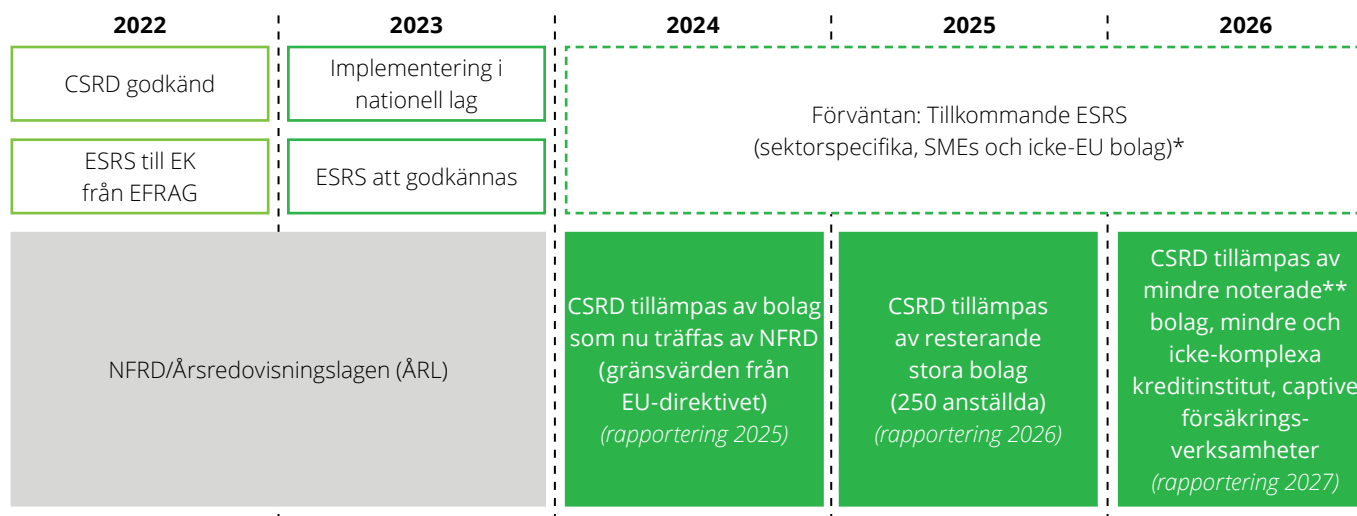 2022
2023
2024
2025
2026
CSRD godkänd
Implementering i
nationell lag
Förväntan: Tillkommande ESRS
(sektorspecifika, SMEs och icke-EU bolag)*
ESRS till EK
från EFRAG
ESRS att godkännas
NFRD/Årsredovisningslagen (ÅRL)
CSRD tillämpas av bolag
som nu träffas av NFRD
(gränsvärden från
EU-direktivet)
(rapportering 2025)
CSRD tillämpas
av resterande
stora bolag
(250 anställda)
(rapportering 2026)
CSRD tillämpas av
mindre noterade**
bolag, mindre och
icke-komplexa
kreditinstitut, captive
försäkrings-
verksamheter
(rapportering 2027)